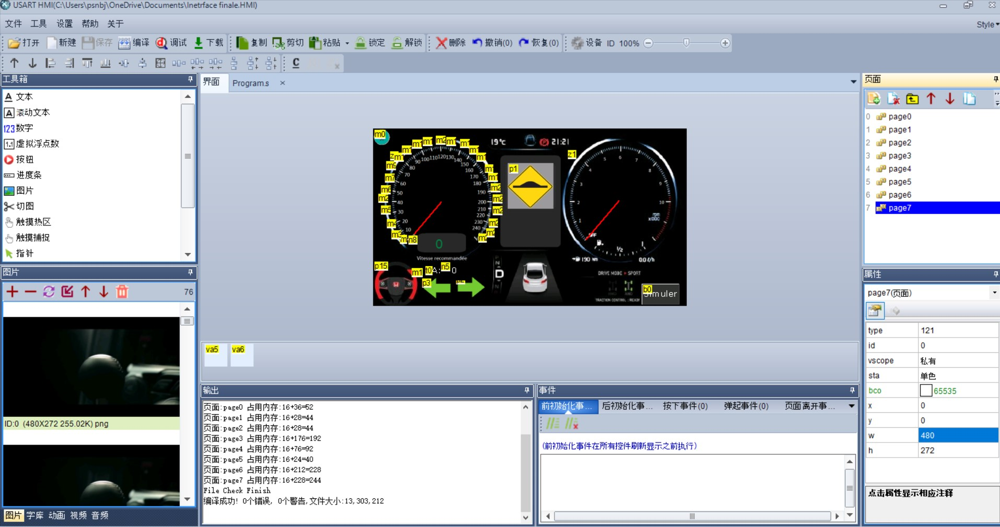 USART HMI(C:\Users\psnbj\OneDrive\Documents\Inetrface finale.HMI)
文件 工具 设置 帮助 关于
Style
打开 新建 保存 编译 调试 下载 复制 剪切 粘贴 锁定 解锁 删除 撤销(0) 恢复(0) 设备 ID 100%
工具箱
文本
滚动文本
数字
虚拟浮点数
按钮
进度条
图片
切图
触摸热区
触摸捕捉
指针
图片
76
ID:0 (480X272 255.02K) png
图片 字库 动画 视频 音频
界面 Program.s
m0
19℃ 21:21
z1
p1
0
Vitesse recommandée
p15 m1 t0 A: n5 0
p3
D
190 km
1/2
0.0 ℓ/h
DRIVE MODE SPORT
TRACTION CONTROL : READY
b0
Simuler
va5 va6
输出
页面:page0 占用内存:16+36=52
页面:page1 占用内存:16+28=44
页面:page2 占用内存:16+28=44
页面:page3 占用内存:16+176=192
页面:page4 占用内存:16+76=92
页面:page5 占用内存:16+24=40
页面:page6 占用内存:16+212=228
页面:page7 占用内存:16+228=244
File Check Finish
编译成功! 0个错误, 0个警告,文件大小:13,303,212
事件
前初始化事... 后初始化事... 按下事件(0) 弹起事件(0) 页面离开事...
(前初始化事件在所有控件刷新显示之前执行)
页面
0 page0
1 page1
2 page2
3 page3
4 page4
5 page5
6 page6
7 page7
属性
page7(页面)
type 121
id 0
vscope 私有
sta 单色
bco 65535
x 0
y 0
w 480
h 272
点击属性显示相应注释